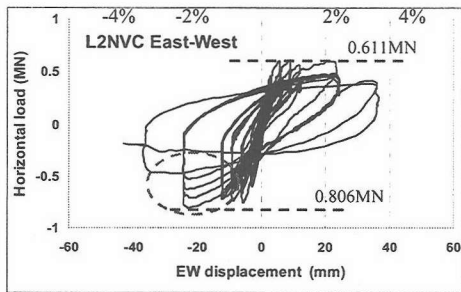 -4% -2% 2% 4%
L2NVC East-West
0.611MN
0.806MN
Horizontal load (MN)
1
0.5
0
-0.5
-1
-60 -40 -20 0 20 40 60
EW displacement (mm)